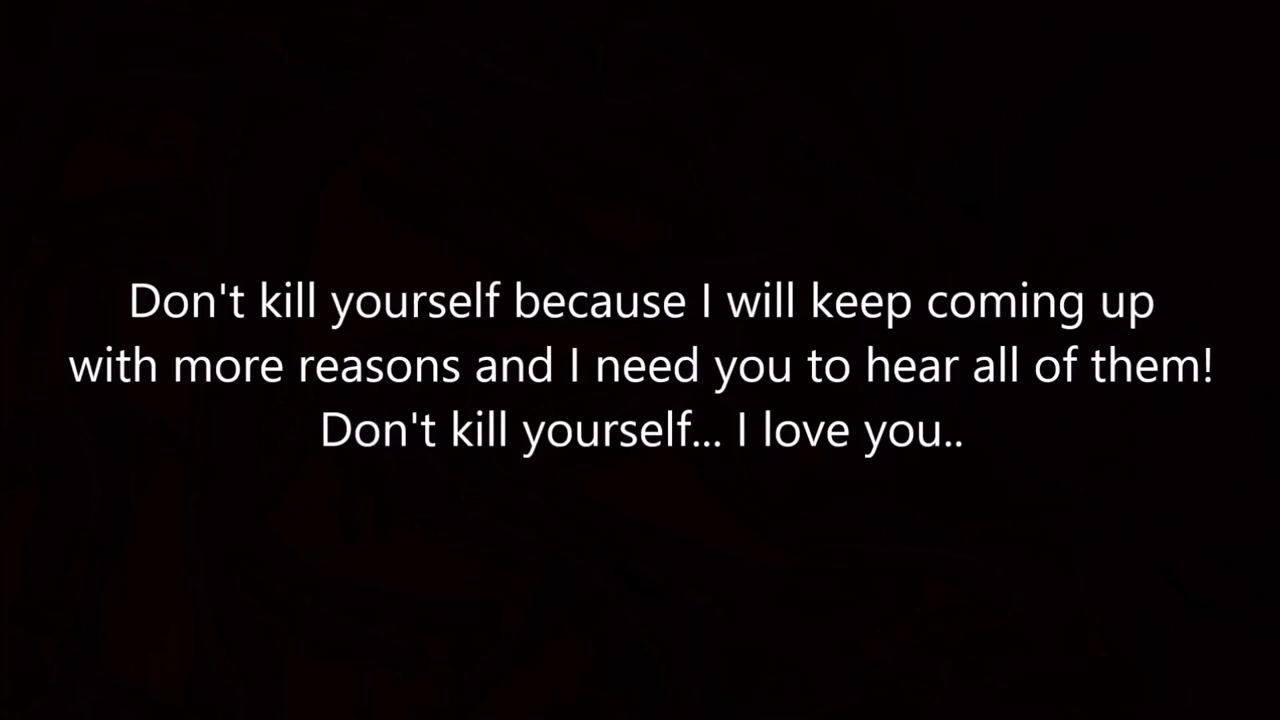 Don't kill yourself because I will keep coming up
with more reasons and I need you to hear all of them!
Don't kill yourself... I love you..